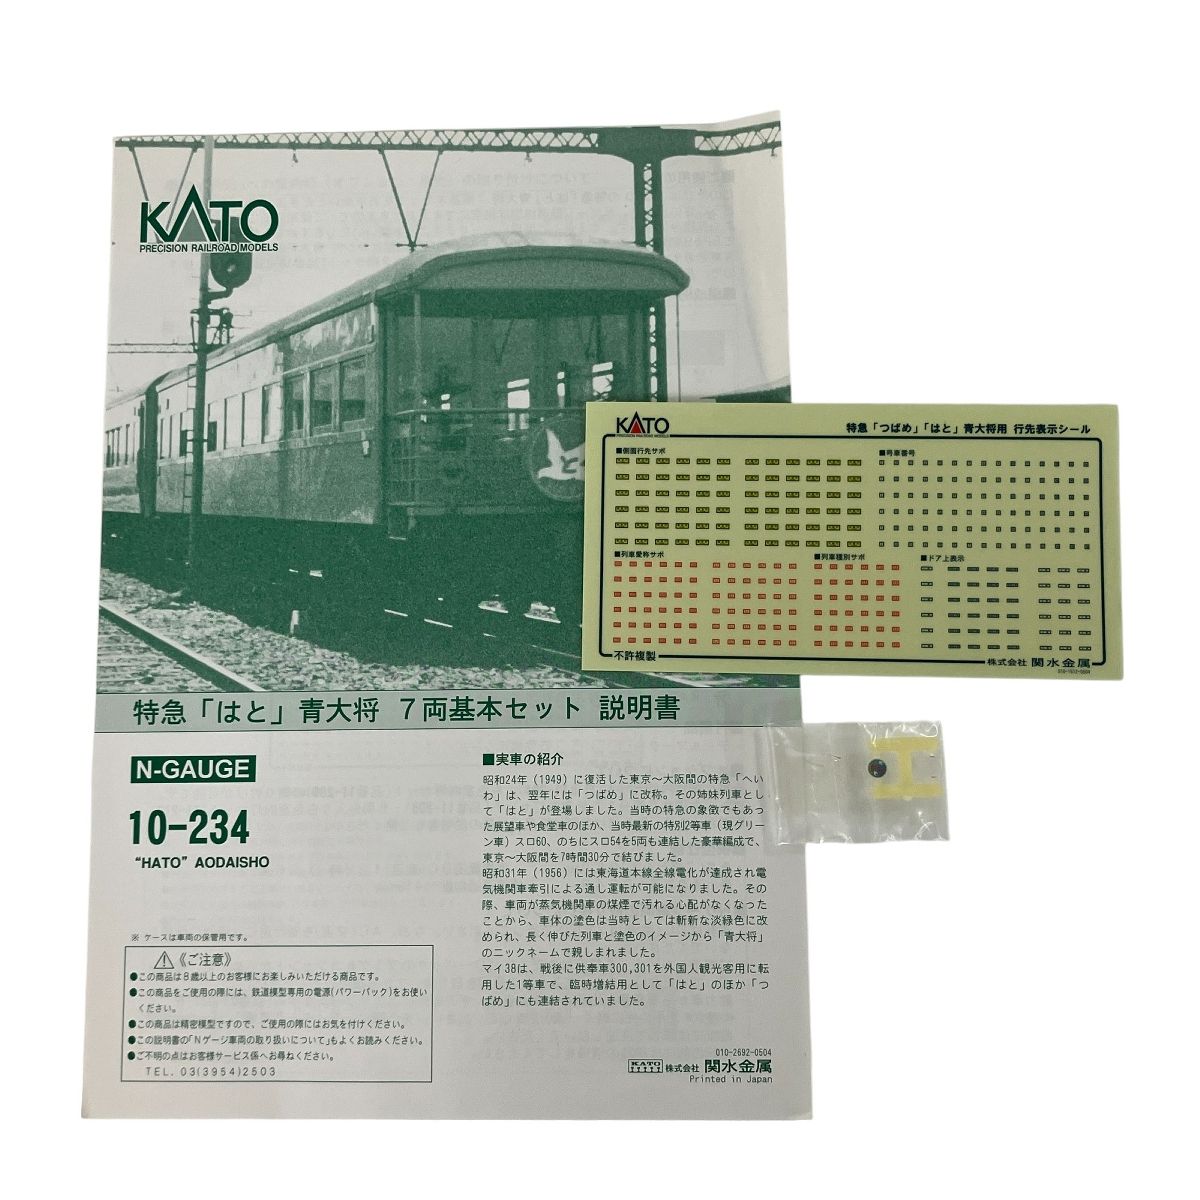 KATO
PRECISION RAILROAD MODELS
特急「はと」青大将 7両基本セット 説明書
N-GAUGE
10-234
"HATO" AODAISHO
※ ケースは車両の保管用です。
《ご注意》
●この商品は8歳以上のお客様にお楽しみいただける商品です。
●この商品をご使用の際には、鉄道模型専用の電源(パワーパック)をお使い
ください。
●この商品は精密模型ですので、ご使用の際にはお気を付けください。
●この説明書の「Nゲージ車両の取り扱いについて」もよくお読みください。
●ご不明の点はお客様サービス係へお尋ねください。
TEL. 03(3954)2503
■実車の紹介
昭和24年(1949)に復活した東京～大阪間の特急「へい
わ」は、翌年には「つばめ」に改称。その姉妹列車とし
て「はと」が登場しました。当時の特急の象徴でもあっ
た展望車や食堂車のほか、当時最新の特別2等車(現グリー
ン車)スロ60、のちにスロ54を5両も連結した豪華編成で、
東京～大阪間を7時間30分で結びました。
昭和31年(1956)には東海道本線全線電化が達成され電
気機関車牽引による通し運転が可能になりました。その
際、車両が蒸気機関車の煤煙で汚れる心配がなくなった
ことから、車体の塗色は当時としては斬新な淡緑色に改
められ、長く伸びた列車と塗色のイメージから「青大将」
のニックネームで親しまれました。
マイ38は、戦後に供奉車300,301を外国人観光客用に転
用した1等車で、臨時増結用として「はと」のほか「つ
ばめ」にも連結されていました。
010-2692-0504
KATO 株式会社 関水金属
Printed in Japan
はと
KATO
PRECISION RAILROAD MODELS
特急「つばめ」「はと」青大将用 行先表示シール
■側面行先サボ
■号車番号
■列車愛称サボ
■列車種別サボ
■ドア上表示
不許複製
株式会社 関水金属